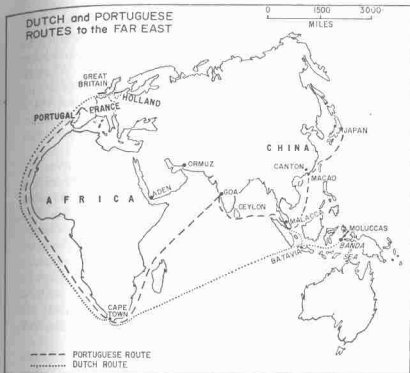 DUTCH and PORTUGUESE
ROUTES to the FAR EAST
0 1500 3000
MILES
GREAT
BRITAIN
HOLLAND
FRANCE
PORTUGAL
JAPAN
CHINA
ORMUZ
CANTON
MACAO
AFRICA
ADEN
GOA
CEYLON
MALACCA
MOLUCCAS
BANDA
SEA
BATAVIA
CAPE
TOWN
PORTUGUESE ROUTE
DUTCH ROUTE